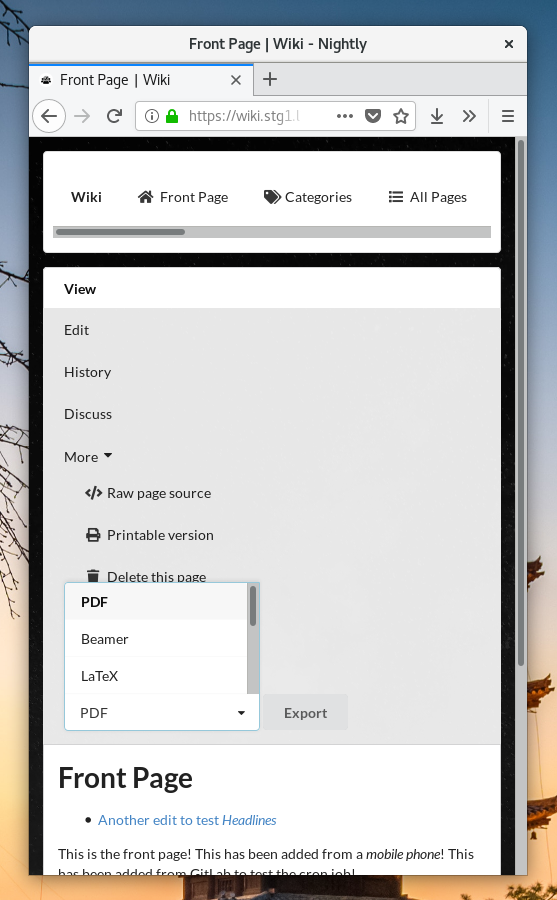 Front Page | Wiki - Nightly
Front Page | Wiki
https://wiki.stg1.
Wiki
Front Page
Categories
All Pages
View
Edit
History
Discuss
More
Raw page source
Printable version
Delete this page
PDF
Beamer
LaTeX
PDF
Export
Front Page
Another edit to test Headlines
This is the front page! This has been added from a mobile phone! This
has been added from GitLab to test the cron job!